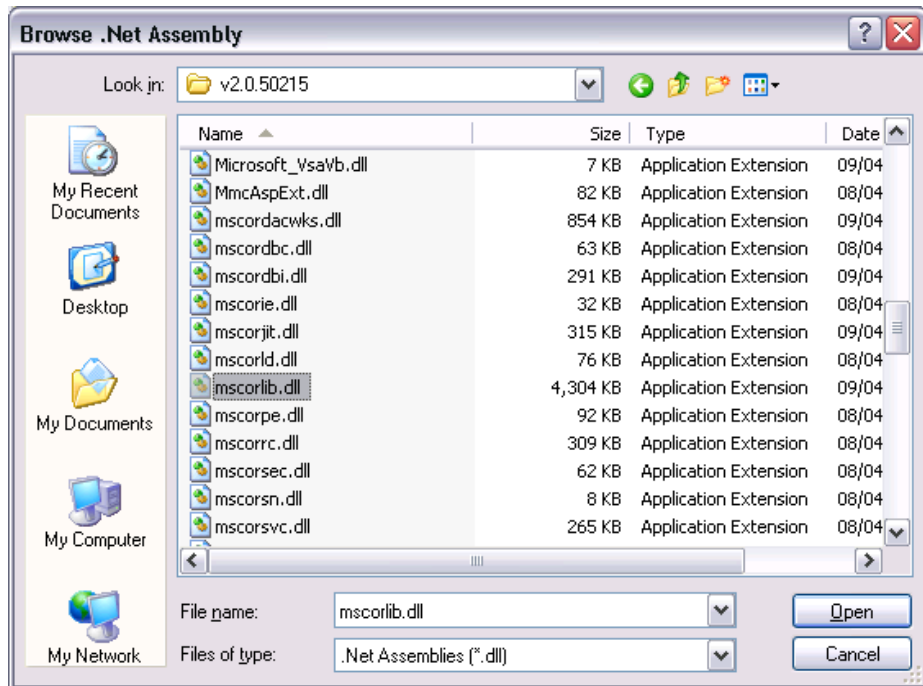 Browse .Net Assembly
Look in: v2.0.50215
My Recent
Documents
Desktop
My Documents
My Computer
My Network
Name Size Type Date
Microsoft_VsaVb.dll 7 KB Application Extension 09/04
MmcAspExt.dll 82 KB Application Extension 08/04
mscordacwks.dll 854 KB Application Extension 09/04
mscordbc.dll 63 KB Application Extension 08/04
mscordbi.dll 291 KB Application Extension 09/04
mscorie.dll 32 KB Application Extension 08/04
mscorjit.dll 315 KB Application Extension 09/04
mscorld.dll 76 KB Application Extension 08/04
mscorlib.dll 4,304 KB Application Extension 09/04
mscorpe.dll 92 KB Application Extension 08/04
mscorrc.dll 309 KB Application Extension 08/04
mscorsec.dll 62 KB Application Extension 08/04
mscorsn.dll 8 KB Application Extension 08/04
mscorsvc.dll 265 KB Application Extension 08/04
File name: mscorlib.dll Open
Files of type: .Net Assemblies (*.dll) Cancel